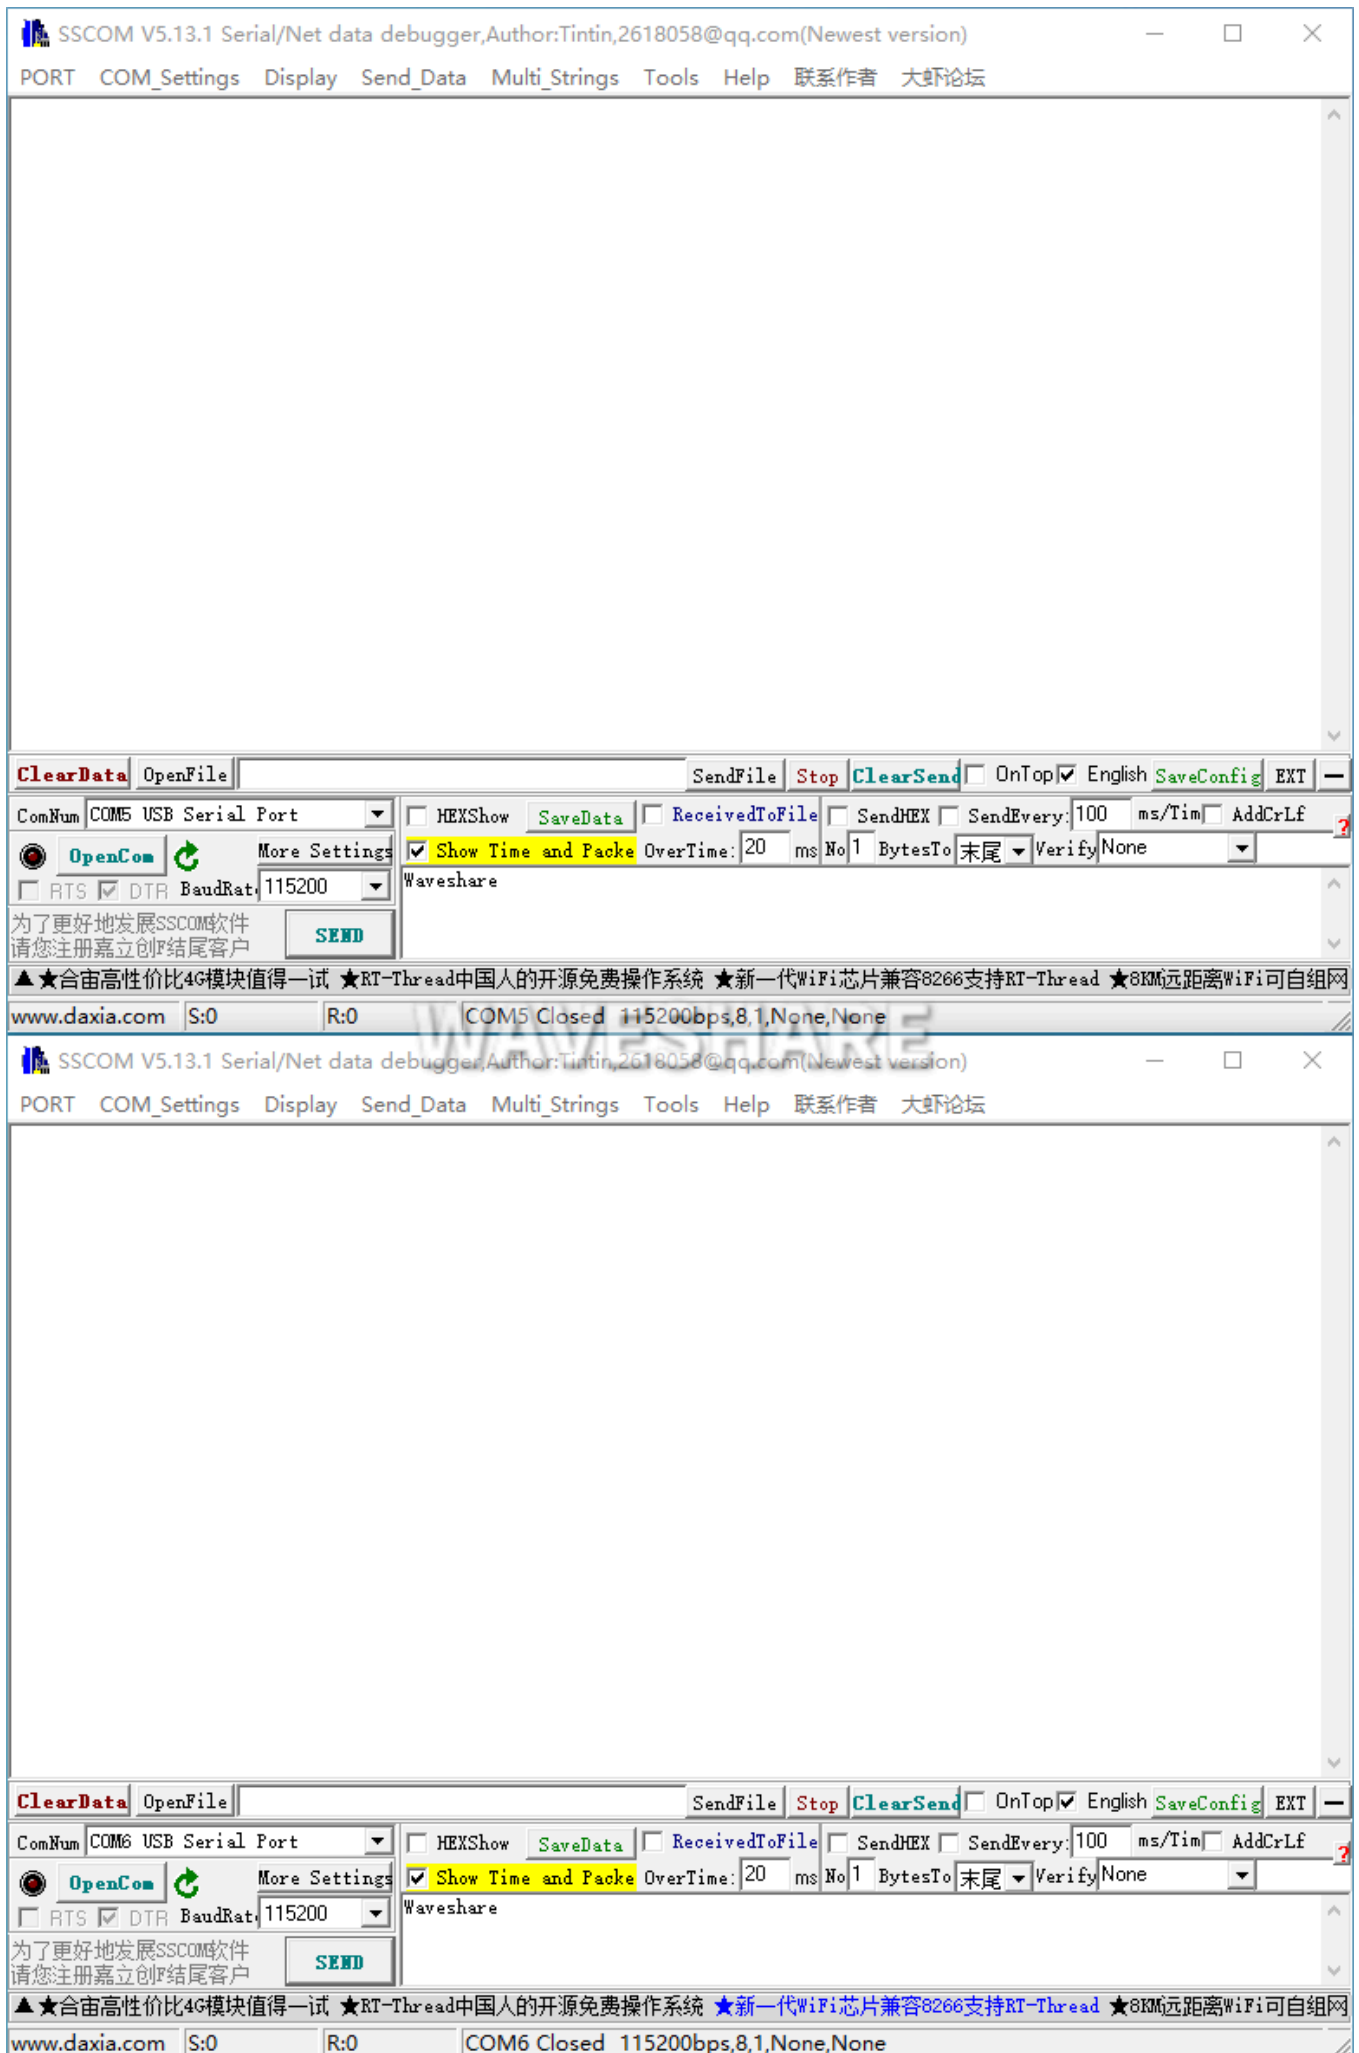 SSCOM V5.13.1 Serial/Net data debugger,Author:Tintin,2618058@qq.com(Newest version)
PORT COM_Settings Display Send_Data Multi_Strings Tools Help 联系作者 大虾论坛
ClearData OpenFile SendFile Stop ClearSend OnTop English SaveConfig EXT
ComNum COM5 USB Serial Port HEXShow SaveData ReceivedToFile SendHEX SendEvery: 100 ms/Tim AddCrLf ?
OpenCom More Settings Show Time and Packe OverTime: 20 ms No 1 BytesTo 末尾 Verify None
RTS DTR BaudRat 115200 Waveshare
为了更好地发展SSCOM软件
请您注册嘉立创F结尾客户 SEND
▲★合宙高性价比4G模块值得一试 ★RT-Thread中国人的开源免费操作系统 ★新一代WiFi芯片兼容8266支持RT-Thread ★8KM远距离WiFi可自组网
www.daxia.com S:0 R:0 COM5 Closed 115200bps,8,1,None,None
WAVESHARE
SSCOM V5.13.1 Serial/Net data debugger,Author:Tintin,2618058@qq.com(Newest version)
PORT COM_Settings Display Send_Data Multi_Strings Tools Help 联系作者 大虾论坛
ClearData OpenFile SendFile Stop ClearSend OnTop English SaveConfig EXT
ComNum COM6 USB Serial Port HEXShow SaveData ReceivedToFile SendHEX SendEvery: 100 ms/Tim AddCrLf ?
OpenCom More Settings Show Time and Packe OverTime: 20 ms No 1 BytesTo 末尾 Verify None
RTS DTR BaudRat 115200 Waveshare
为了更好地发展SSCOM软件
请您注册嘉立创F结尾客户 SEND
▲★合宙高性价比4G模块值得一试 ★RT-Thread中国人的开源免费操作系统 ★新一代WiFi芯片兼容8266支持RT-Thread ★8KM远距离WiFi可自组网
www.daxia.com S:0 R:0 COM6 Closed 115200bps,8,1,None,None